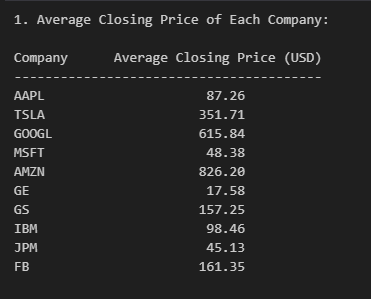 1. Average Closing Price of Each Company:
Company Average Closing Price (USD)
----------------------------------------
AAPL 87.26
TSLA 351.71
GOOGL 615.84
MSFT 48.38
AMZN 826.20
GE 17.58
GS 157.25
IBM 98.46
JPM 45.13
FB 161.35